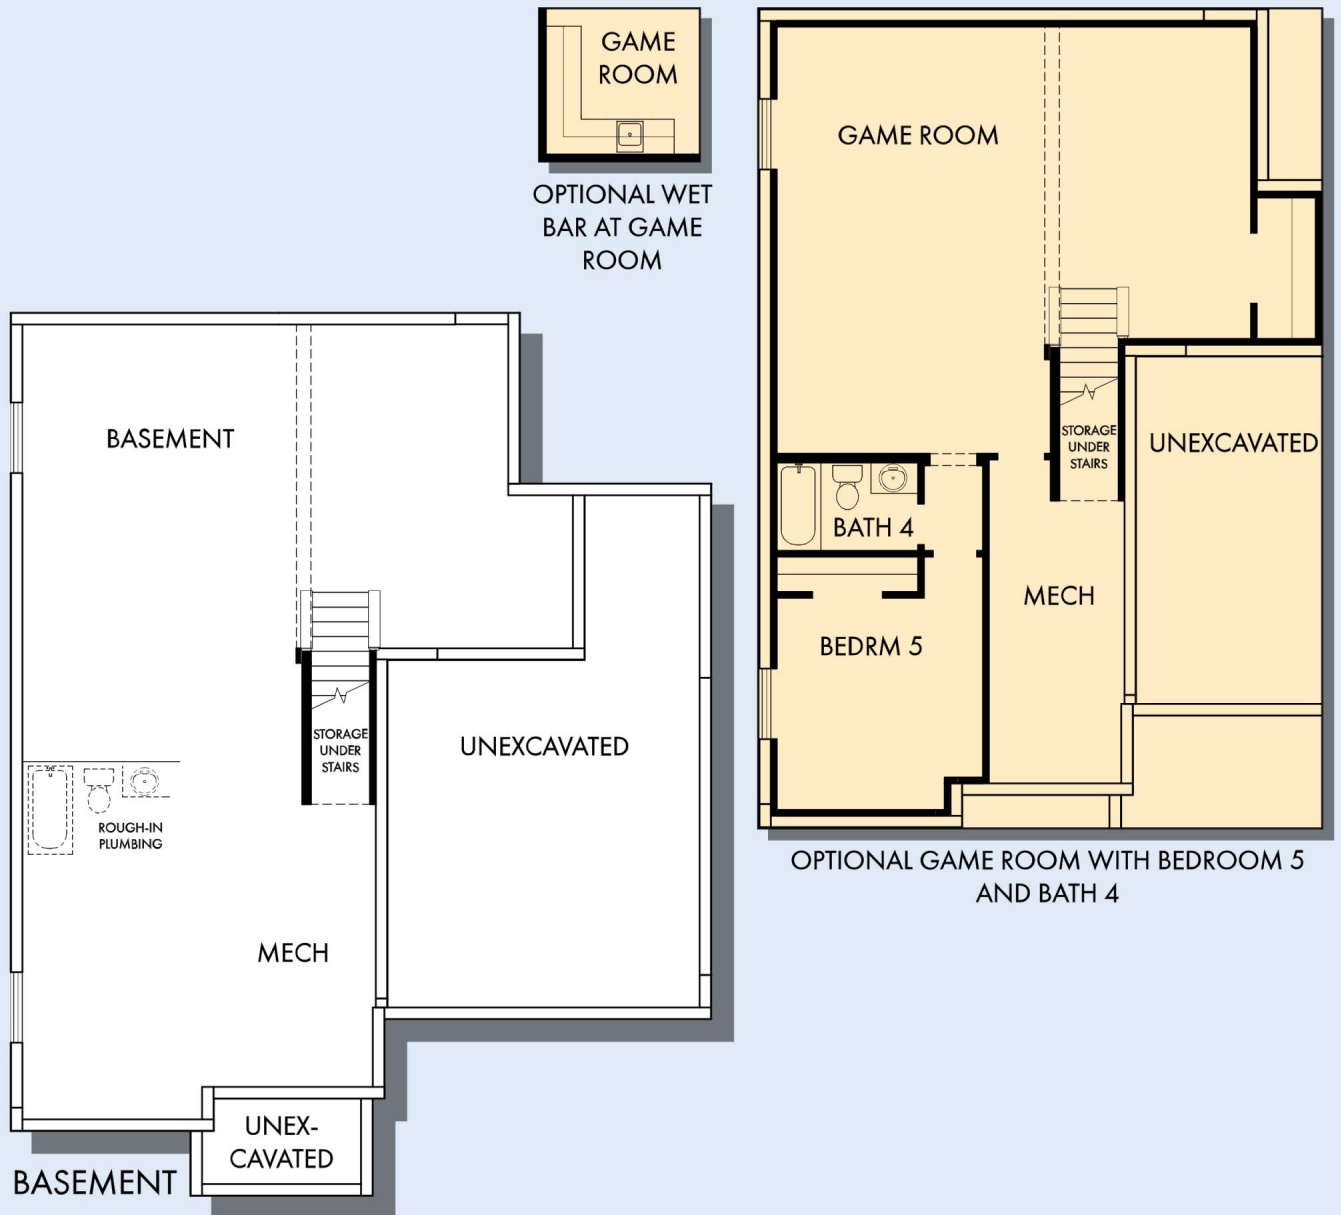 GAME
ROOM
OPTIONAL WET
BAR AT GAME
ROOM
GAME ROOM
STORAGE
UNDER
STAIRS
UNEXCAVATED
BATH 4
MECH
BEDRM 5
OPTIONAL GAME ROOM WITH BEDROOM 5
AND BATH 4
BASEMENT
STORAGE
UNDER
STAIRS
UNEXCAVATED
ROUGH-IN
PLUMBING
MECH
UNEX-
CAVATED
BASEMENT